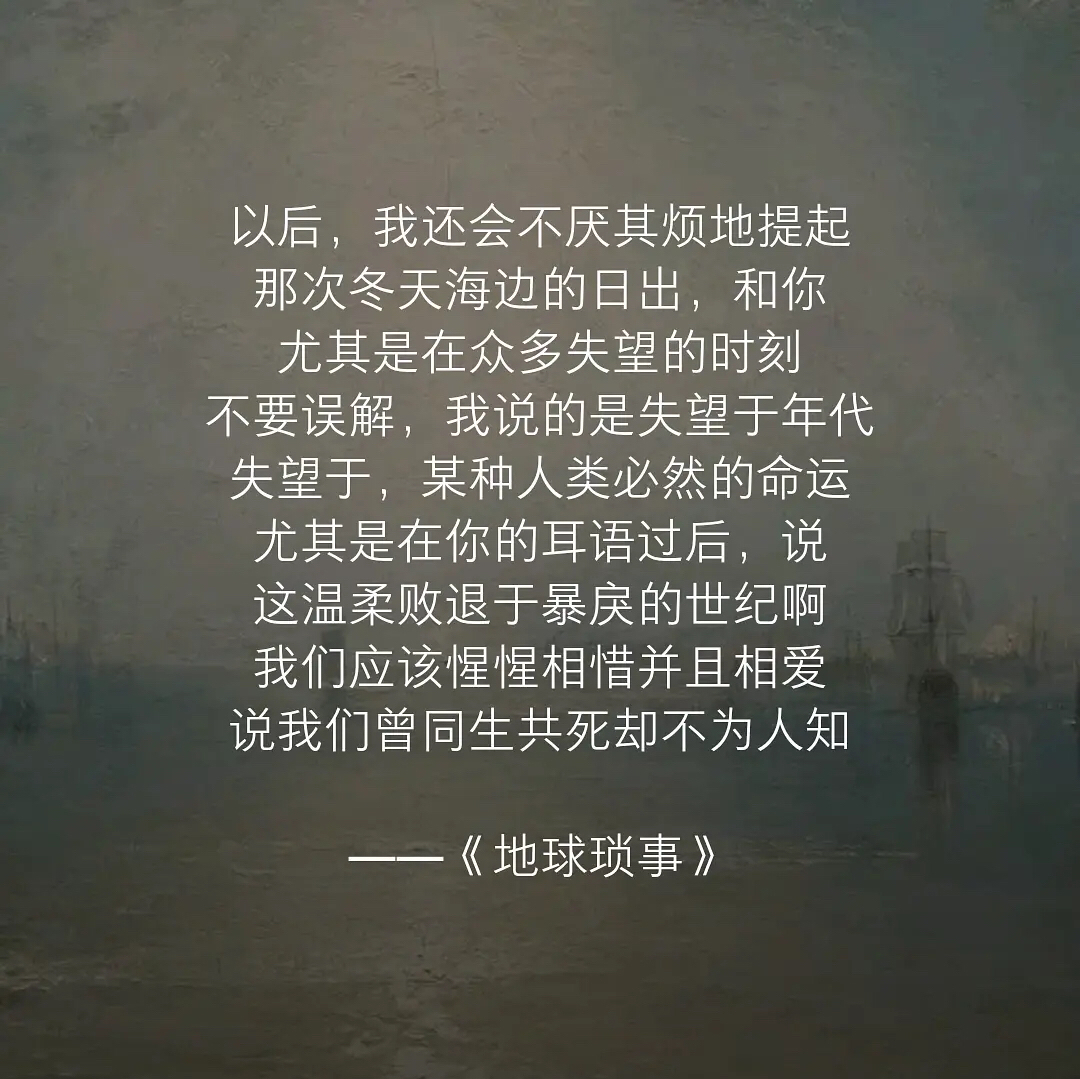 以后，我还会不厌其烦地提起
那次冬天海边的日出，和你
尤其是在众多失望的时刻
不要误解，我说的是失望于年代
失望于，某种人类必然的命运
尤其是在你的耳语过后，说
这温柔败退于暴戾的世纪啊
我们应该惺惺相惜并且相爱
说我们曾同生共死却不为人知
——《地球琐事》